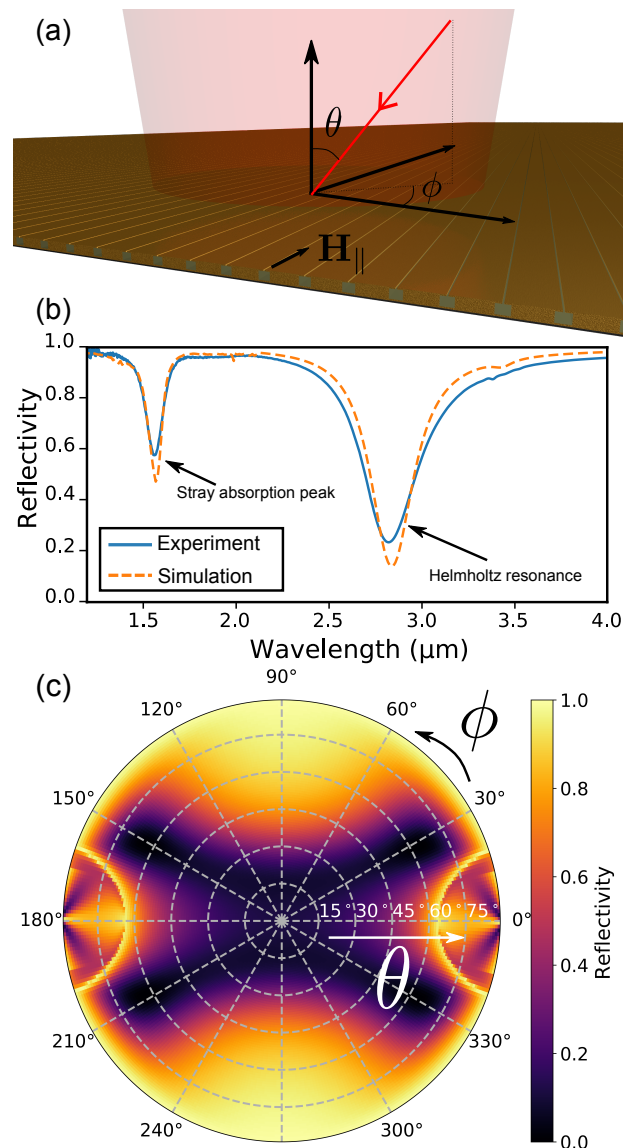 (a)
θ
ϕ
H∥
(b)
1.0
0.8
0.6
0.4
0.2
0.0
Reflectivity
Stray absorption peak
Helmholtz resonance
Experiment
Simulation
1.5 2.0 2.5 3.0 3.5 4.0
Wavelength (μm)
(c)
90°
120° 60°
ϕ
150° 30°
180° 15° 30° 45° 60° 75° 0°
θ
210° 330°
240° 300°
1.0
0.8
0.6
0.4
0.2
0.0
Reflectivity